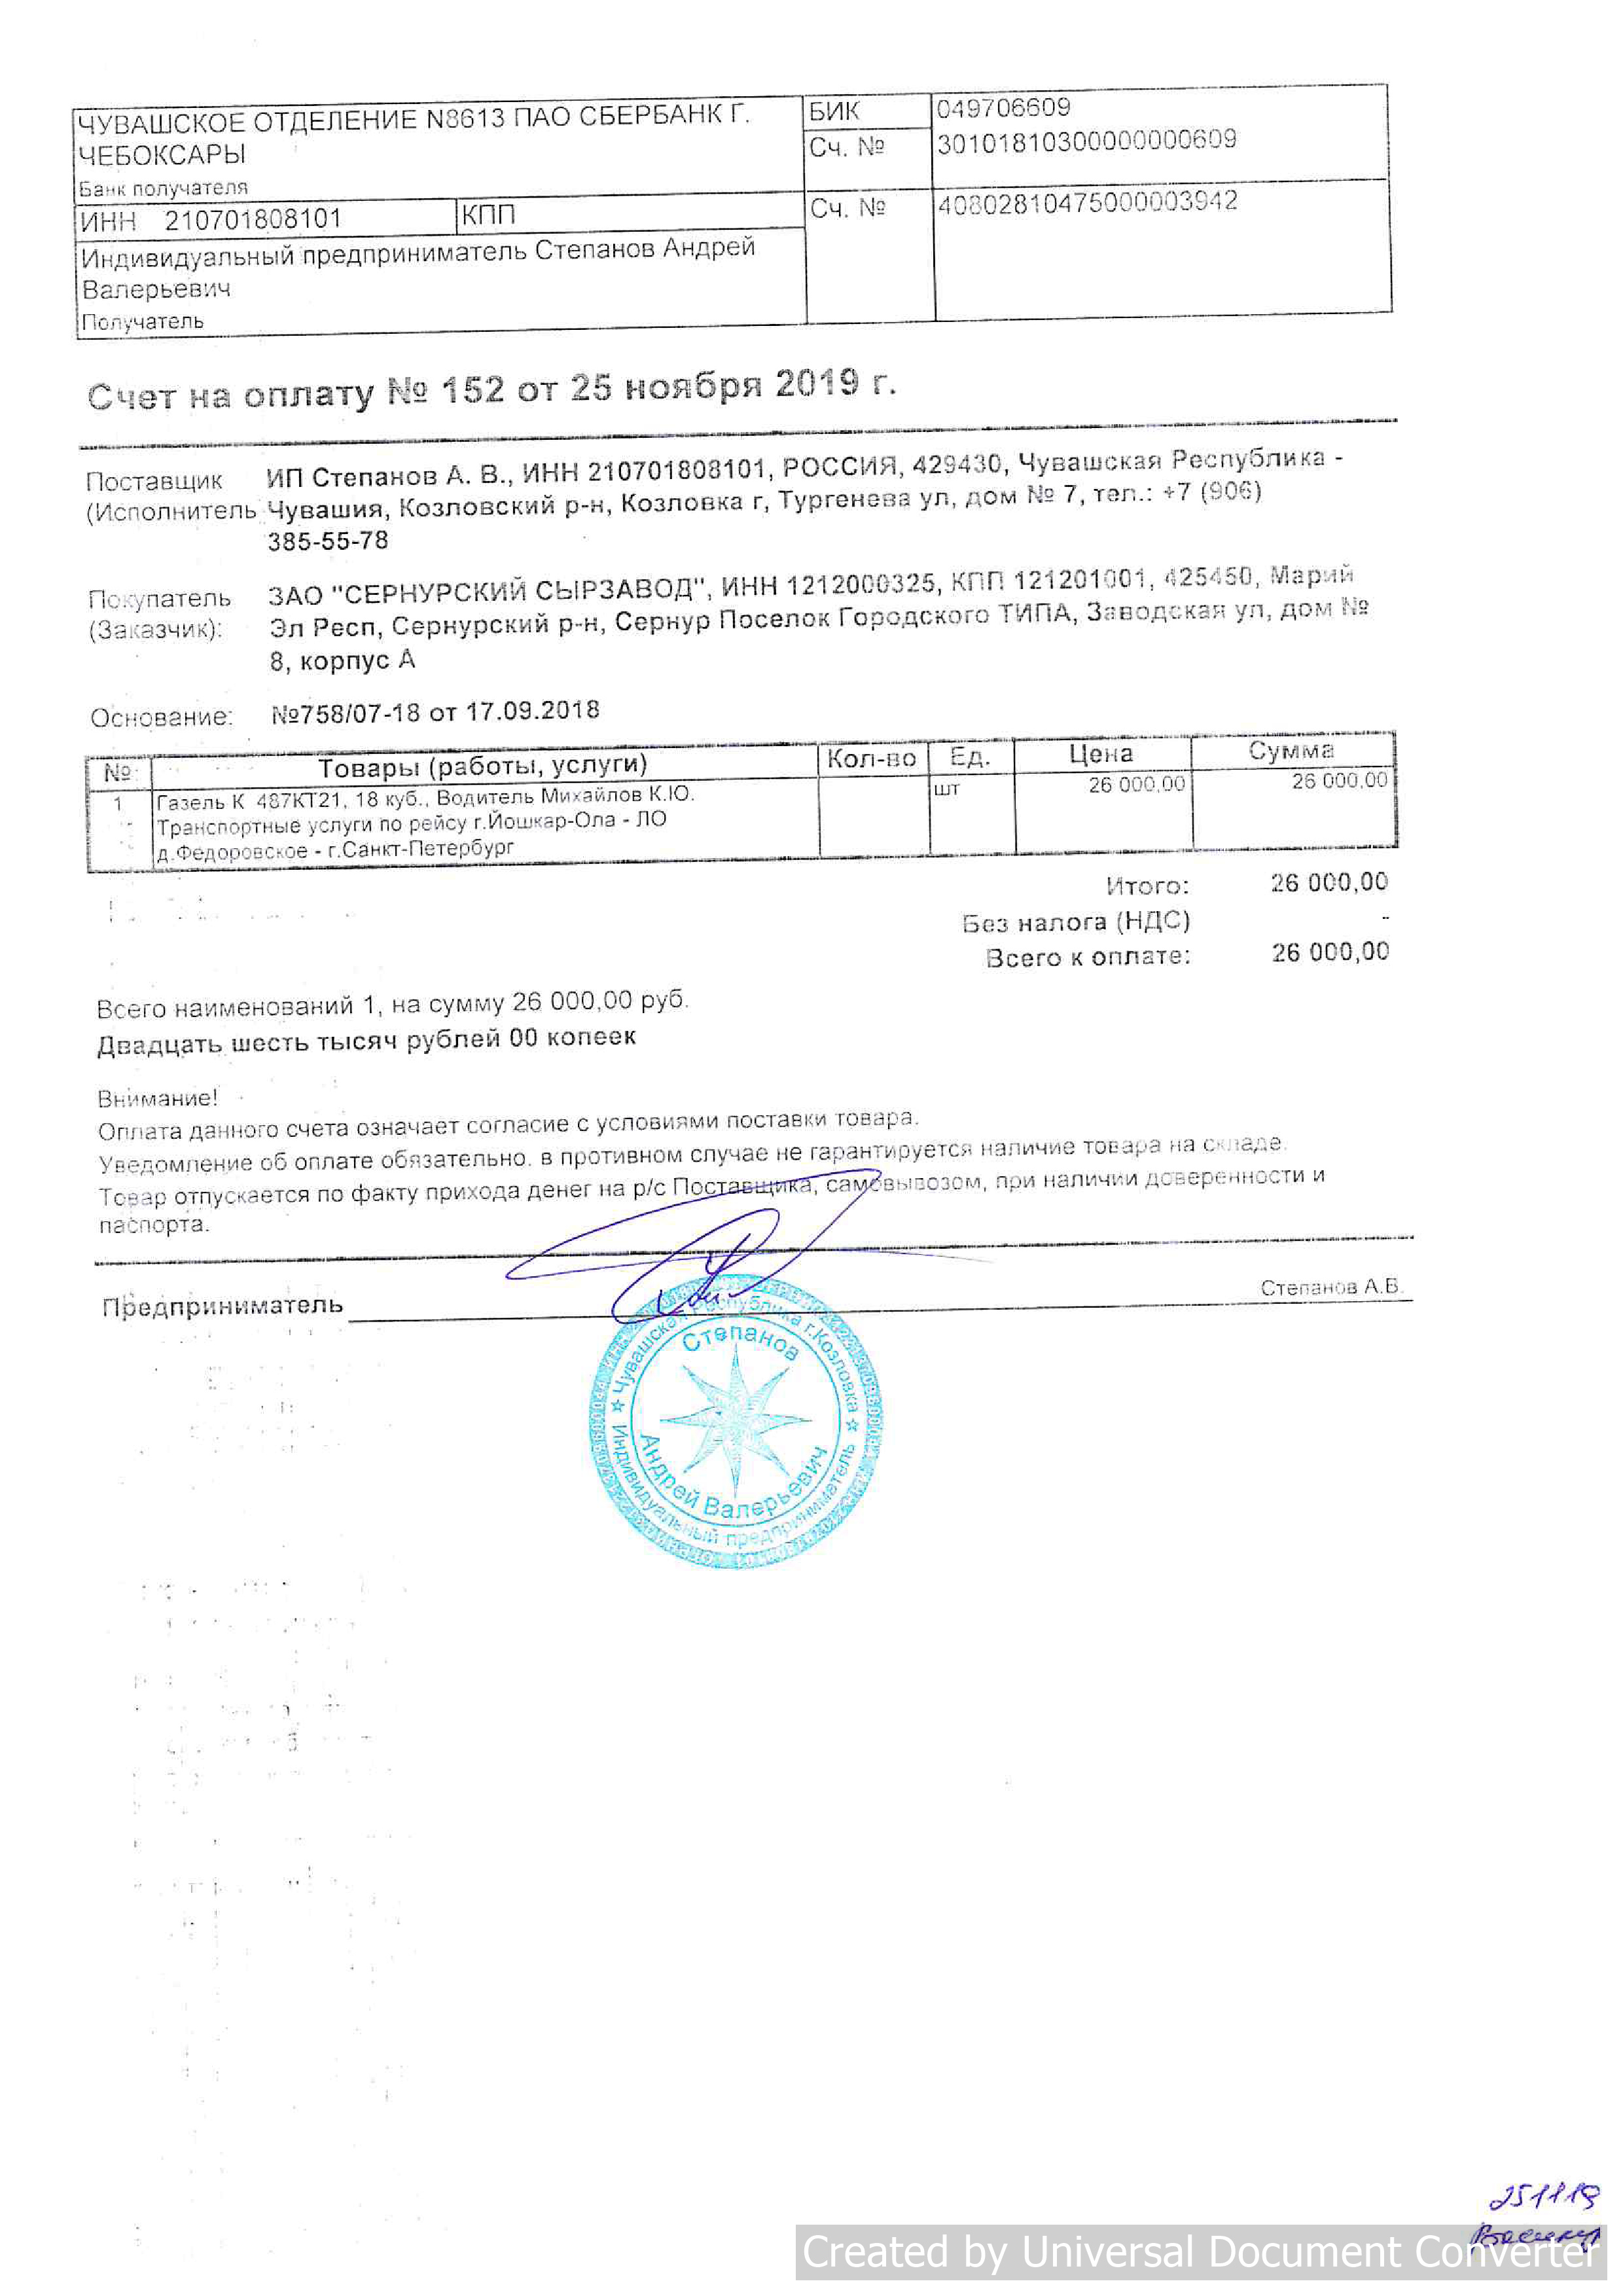 ЧУВАШСКОЕ ОТДЕЛЕНИЕ N8613 ПАО СБЕРБАНК Г.
ЧЕБОКСАРЫ
Банк получателя
БИК 049706609
Сч. № 30101810300000000609
ИНН 210701808101 КПП
Сч. № 40802810475000003942
Индивидуальный предприниматель Степанов Андрей
Валерьевич
Получатель
Счет на оплату № 152 от 25 ноября 2019 г.
Поставщик ИП Степанов А. В., ИНН 210701808101, РОССИЯ, 429430, Чувашская Республика -
(Исполнитель Чувашия, Козловский р-н, Козловка г, Тургенева ул, дом № 7, тел.: +7 (906)
385-55-78
Покупатель ЗАО "СЕРНУРСКИЙ СЫРЗАВОД", ИНН 1212000325, КПП 121201001, 425450, Марий
(Заказчик): Эл Респ, Сернурский р-н, Сернур Поселок Городского ТИПА, Заводская ул, дом №
8, корпус А
Основание: №758/07-18 от 17.09.2018
№ Товары (работы, услуги) Кол-во Ед. Цена Сумма
1 Газель К 487КТ21, 18 куб., Водитель Михайлов К.Ю. шт 26 000,00 26 000,00
Транспортные услуги по рейсу г.Йошкар-Ола - ЛО
д.Федоровское - г.Санкт-Петербург
Итого: 26 000,00
Без налога (НДС) -
Всего к оплате: 26 000,00
Всего наименований 1, на сумму 26 000,00 руб.
Двадцать шесть тысяч рублей 00 копеек
Внимание!
Оплата данного счета означает согласие с условиями поставки товара.
Уведомление об оплате обязательно, в противном случае не гарантируется наличие товара на складе.
Товар отпускается по факту прихода денег на р/с Поставщика, самовывозом, при наличии доверенности и
паспорта.
Предприниматель Степанов А.В.
Чувашская Республика г.Козловка
Степанов
Андрей Валерьевич
Индивидуальный предприниматель
251119
Created by Universal Document Converter